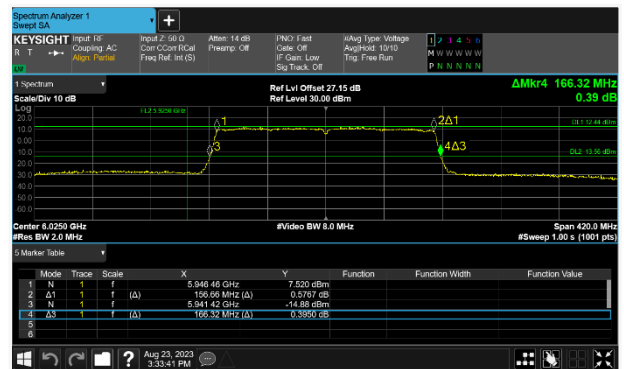 Spectrum Analyzer 1
Swept SA
KEYSIGHT Input: RF Input Z: 50 Ω Atten: 14 dB PNO: Fast #Avg Type: Voltage 1 2 3 4 5 6
R T Coupling: AC Corr CCorr RCal Preamp: Off Gate: Off Avg|Hold: 10/10 M W W W W W
Align: Partial Freq Ref: Int (S) IF Gain: Low Trig: Free Run
Sig Track: Off P N N N N N
1 Spectrum
Ref Lvl Offset 27.15 dB ΔMkr4 166.32 MHz
Scale/Div 10 dB Ref Level 30.00 dBm 0.39 dB
Log
20.0
10.0
0.00
10.0
20.0
30.0
40.0
50.0
60.0
1 2Δ1 DL1 12.44 dBm
3 4Δ3 DL2 -13.56 dBm
Center 6.0250 GHz #Video BW 8.0 MHz Span 420.0 MHz
#Res BW 2.0 MHz #Sweep 1.00 s (1001 pts)
5 Marker Table
Mode Trace Scale X Y Function Function Width Function Value
1 N 1 f 5.946 46 GHz 7.520 dBm
2 Δ1 1 f (Δ) 156.66 MHz (Δ) 0.5767 dB
3 N 1 f 5.941 42 GHz -14.88 dBm
4 Δ3 1 f (Δ) 166.32 MHz (Δ) 0.3950 dB
5
6
Aug 23, 2023
3:33:41 PM